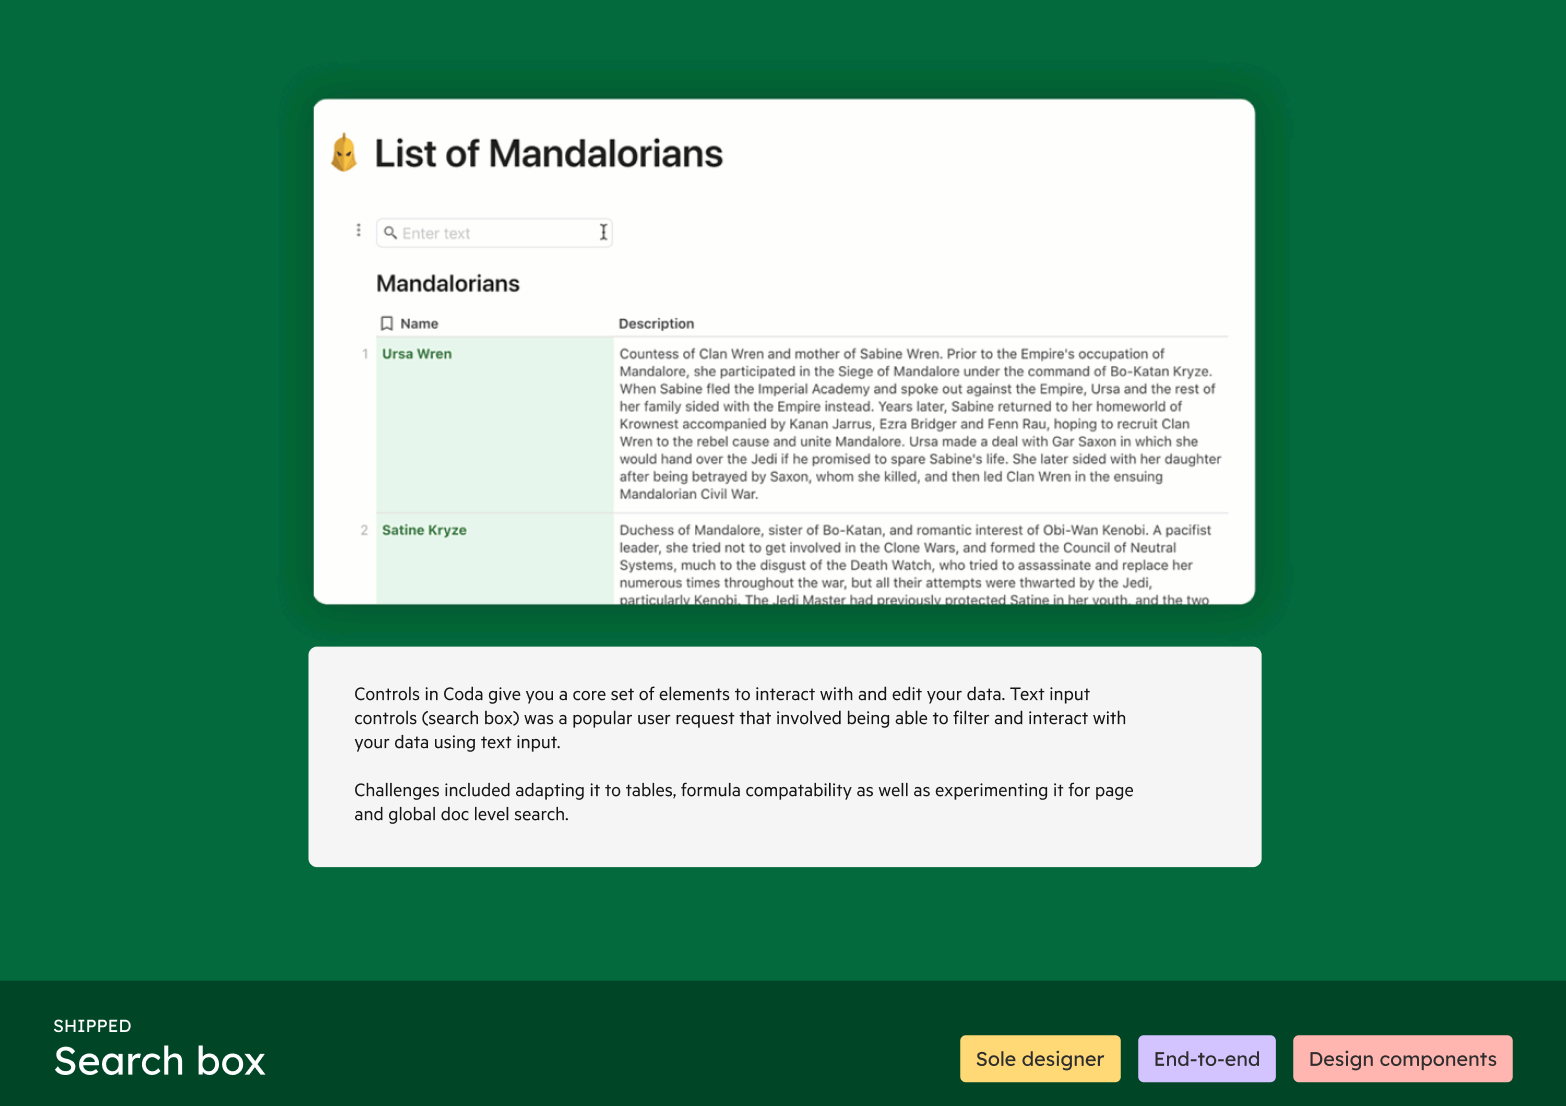 List of Mandalorians
Enter text
Mandalorians
Name Description
1 Ursa Wren Countess of Clan Wren and mother of Sabine Wren. Prior to the Empire's occupation of
Mandalore, she participated in the Siege of Mandalore under the command of Bo-Katan Kryze.
When Sabine fled the Imperial Academy and spoke out against the Empire, Ursa and the rest of
her family sided with the Empire instead. Years later, Sabine returned to her homeworld of
Krownest accompanied by Kanan Jarrus, Ezra Bridger and Fenn Rau, hoping to recruit Clan
Wren to the rebel cause and unite Mandalore. Ursa made a deal with Gar Saxon in which she
would hand over the Jedi if he promised to spare Sabine's life. She later sided with her daughter
after being betrayed by Saxon, whom she killed, and then led Clan Wren in the ensuing
Mandalorian Civil War.
2 Satine Kryze Duchess of Mandalore, sister of Bo-Katan, and romantic interest of Obi-Wan Kenobi. A pacifist
leader, she tried not to get involved in the Clone Wars, and formed the Council of Neutral
Systems, much to the disgust of the Death Watch, who tried to assassinate and replace her
numerous times throughout the war, but all their attempts were thwarted by the Jedi,
particularly Kenobi. The Jedi Master had previously protected Satine in her youth, and the two
Controls in Coda give you a core set of elements to interact with and edit your data. Text input
controls (search box) was a popular user request that involved being able to filter and interact with
your data using text input.
Challenges included adapting it to tables, formula compatability as well as experimenting it for page
and global doc level search.
SHIPPED
Search box
Sole designer End-to-end Design components